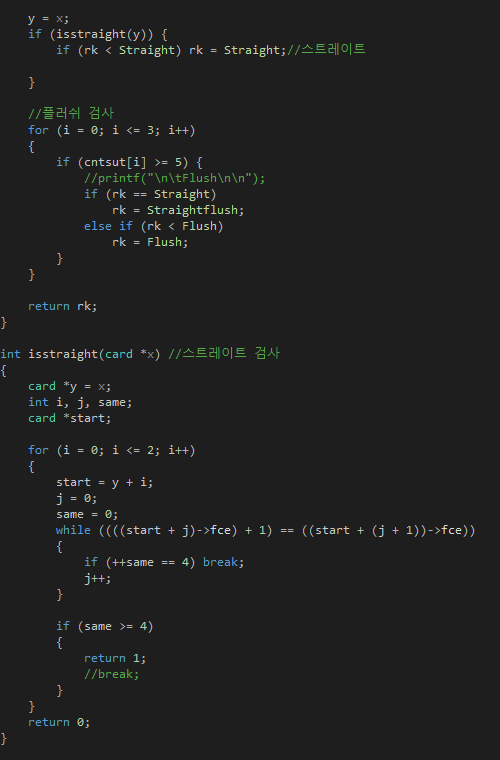 y = x;
if (isstraight(y)) {
if (rk < Straight) rk = Straight;//스트레이트
}
//플러쉬 검사
for (i = 0; i <= 3; i++)
{
if (cntsut[i] >= 5) {
//printf("\n\tFlush\n\n");
if (rk == Straight)
rk = Straightflush;
else if (rk < Flush)
rk = Flush;
}
}
return rk;
}
int isstraight(card *x) //스트레이트 검사
{
card *y = x;
int i, j, same;
card *start;
for (i = 0; i <= 2; i++)
{
start = y + i;
j = 0;
same = 0;
while ((((start + j)->fce) + 1) == ((start + (j + 1))->fce))
{
if (++same == 4) break;
j++;
}
if (same >= 4)
{
return 1;
//break;
}
}
return 0;
}